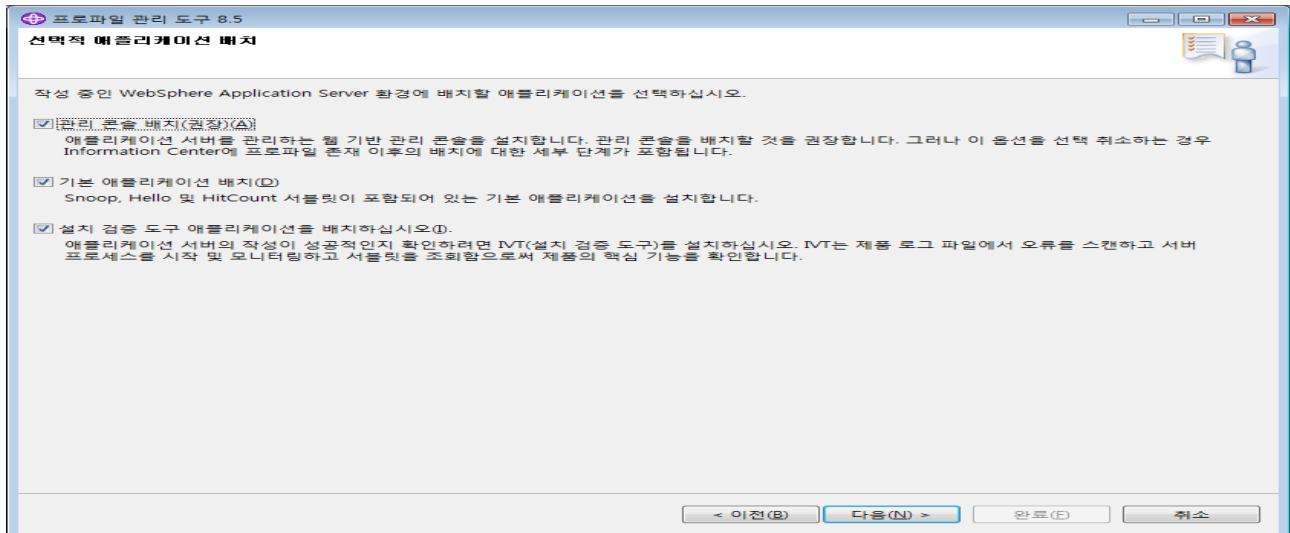 프로파일 관리 도구 8.5
선택적 애플리케이션 배치
작성 중인 WebSphere Application Server 환경에 배치할 애플리케이션을 선택하십시오.
관리 콘솔 배치(권장)(A)
애플리케이션 서버를 관리하는 웹 기반 관리 콘솔을 설치합니다. 관리 콘솔을 배치할 것을 권장합니다. 그러나 이 옵션을 선택 취소하는 경우
Information Center에 프로파일 존재 이후의 배치에 대한 세부 단계가 포함됩니다.
기본 애플리케이션 배치(D)
Snoop, Hello 및 HitCount 서블릿이 포함되어 있는 기본 애플리케이션을 설치합니다.
설치 검증 도구 애플리케이션을 배치하십시오(I).
애플리케이션 서버의 작성이 성공적인지 확인하려면 IVT(설치 검증 도구)를 설치하십시오. IVT는 제품 로그 파일에서 오류를 스캔하고 서버
프로세스를 시작 및 모니터링하고 서블릿을 조회함으로써 제품의 핵심 기능을 확인합니다.
< 이전(B) 다음(N) > 완료(F) 취소